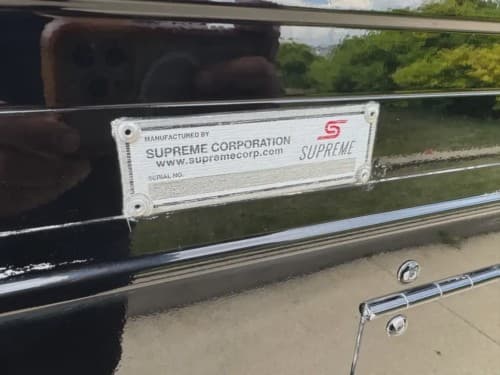 MANUFACTURED BY
SUPREME CORPORATION
www.supremecorp.com
SERIAL NO.
S
SUPREME